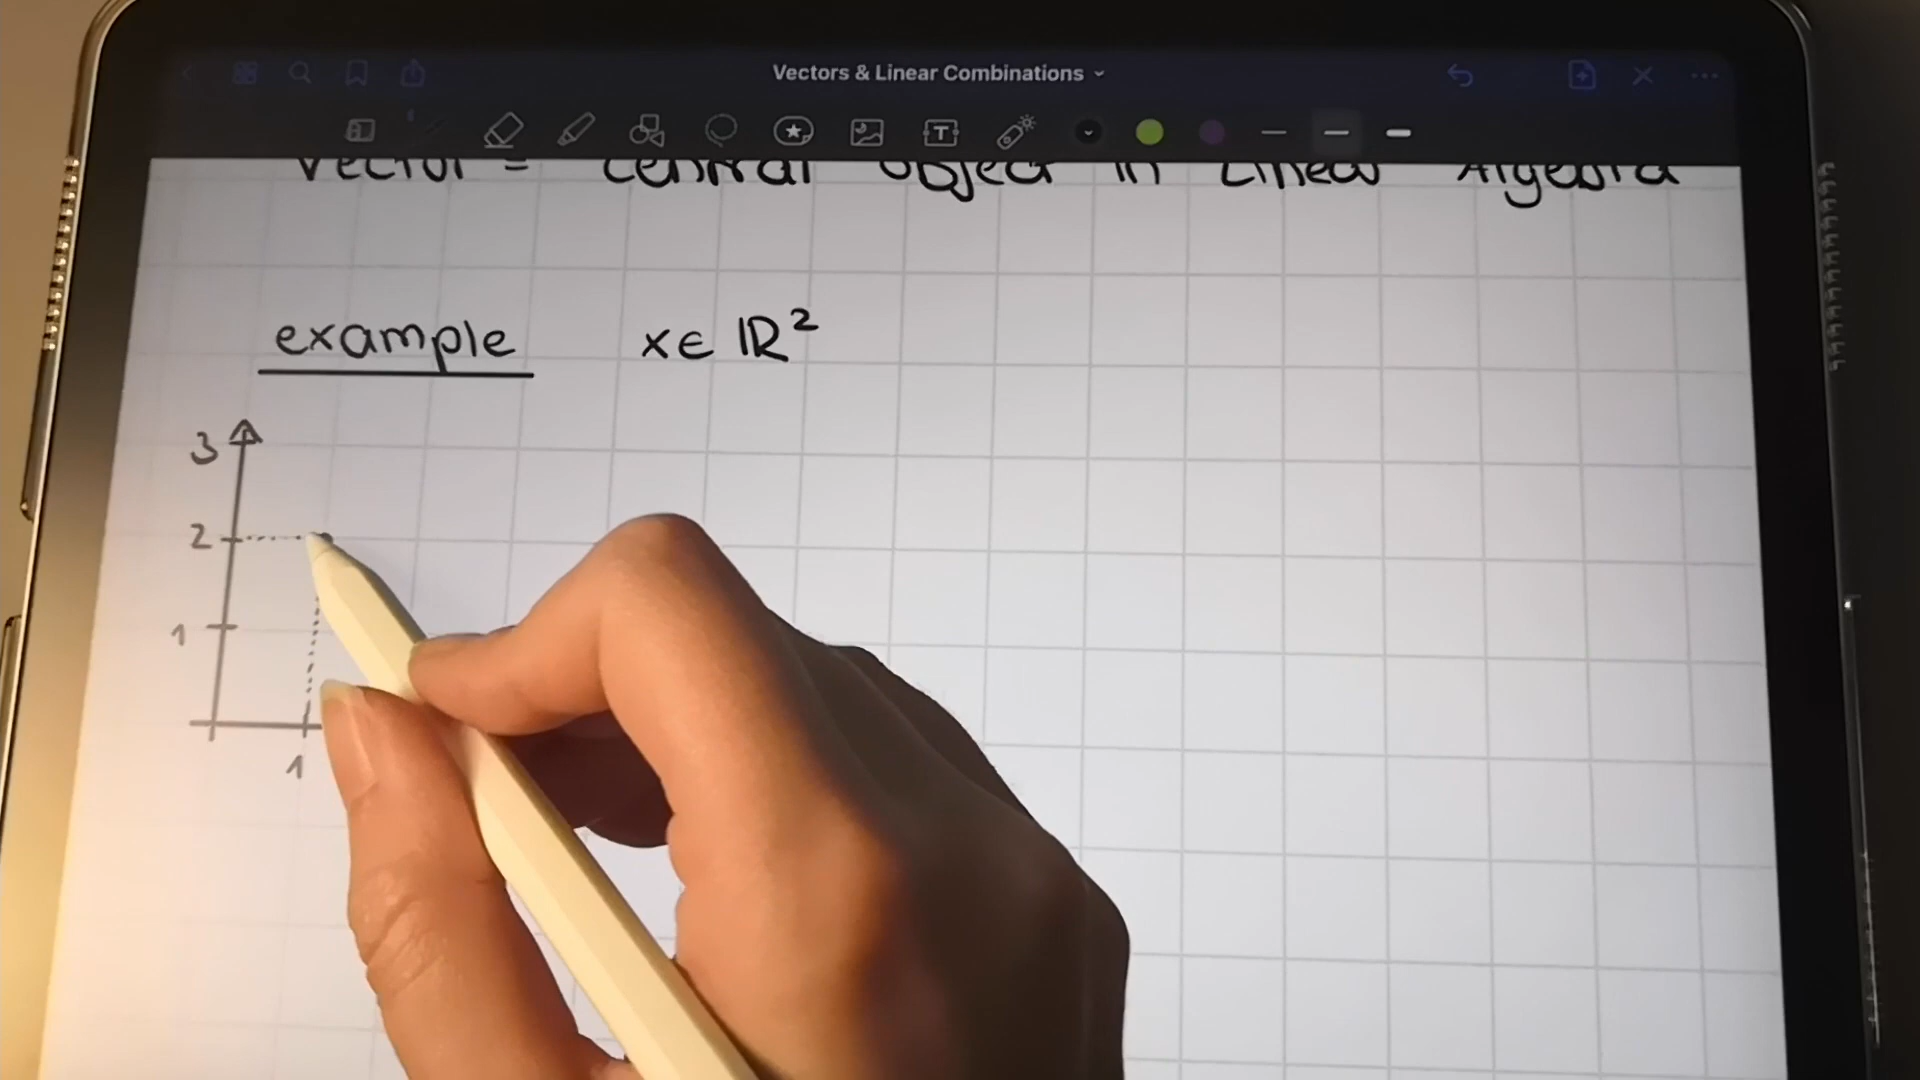 Vectors & Linear Combinations
T
Vector = Central Object in Linear Algebra
example x ∈ ℝ²
3
2
1
1